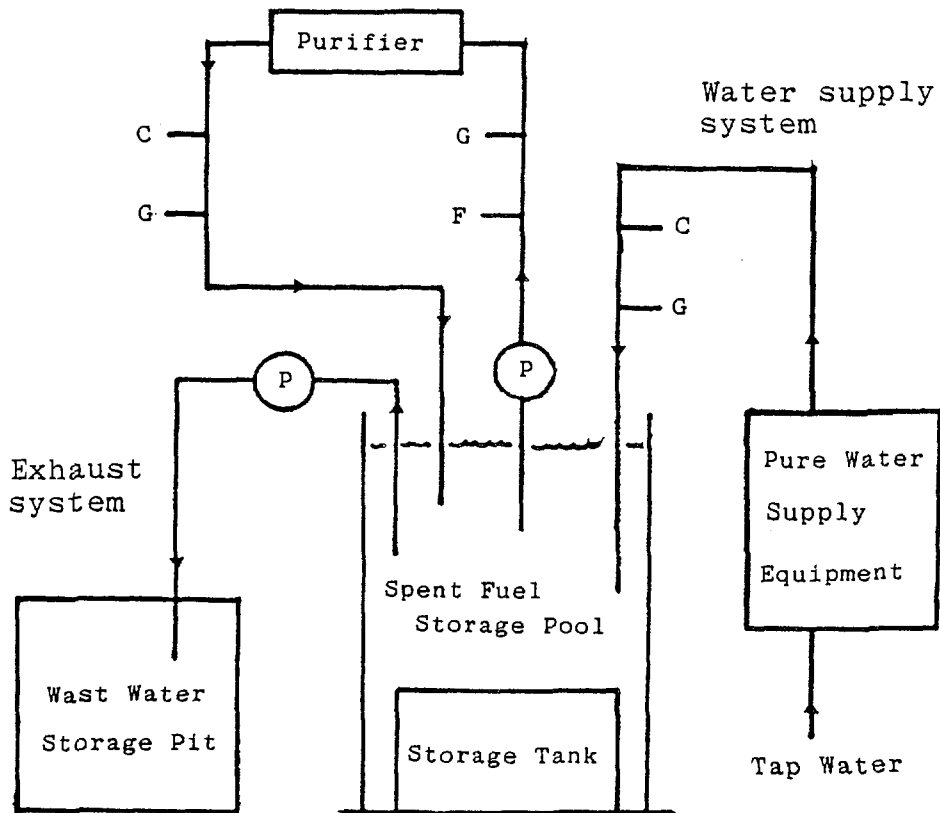 Purifier
Water supply
system
C
G
C
G
F
G
P
P
Exhaust
system
Pure Water
Supply
Equipment
Spent Fuel
Storage Pool
Wast Water
Storage Pit
Storage Tank
Tap Water